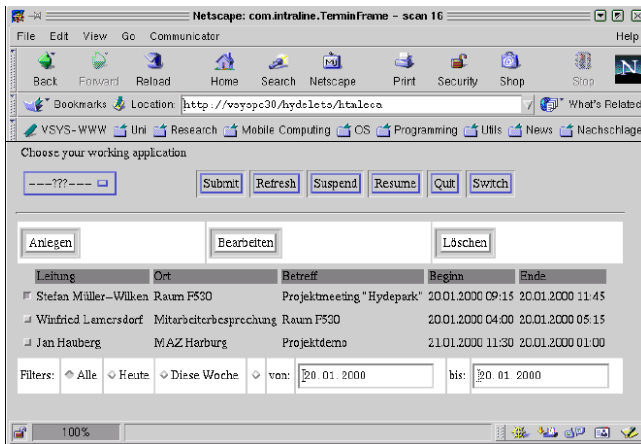 Netscape: com.intraline.TerminFrame – scan 16
File Edit View Go Communicator Help
Back Forward Reload Home Search Netscape Print Security Shop Stop
Bookmarks Location: http://vsyspc30/hydslets/htmlsca What's Related
VSYS-WWW Uni Research Mobile Computing OS Programming Utils News Nachschlage
Choose your working application
---???--- Submit Refresh Suspend Resume Quit Switch
Anlegen Bearbeiten Löschen
Leitung Ort Betreff Beginn Ende
Stefan Müller-Wilken Raum F530 Projektmeeting "Hydepark" 20.01.2000 09:15 20.01.2000 11:45
Winfried Lamersdorf Mitarbeiterbesprechung Raum F530 20.01.2000 04:00 20.01.2000 05:15
Jan Hauberg MAZ Harburg Projektdemo 21.01.2000 11:30 20.01.2000 01:00
Filters: Alle Heute Diese Woche von: 20.01.2000 bis: 20.01.2000
100%